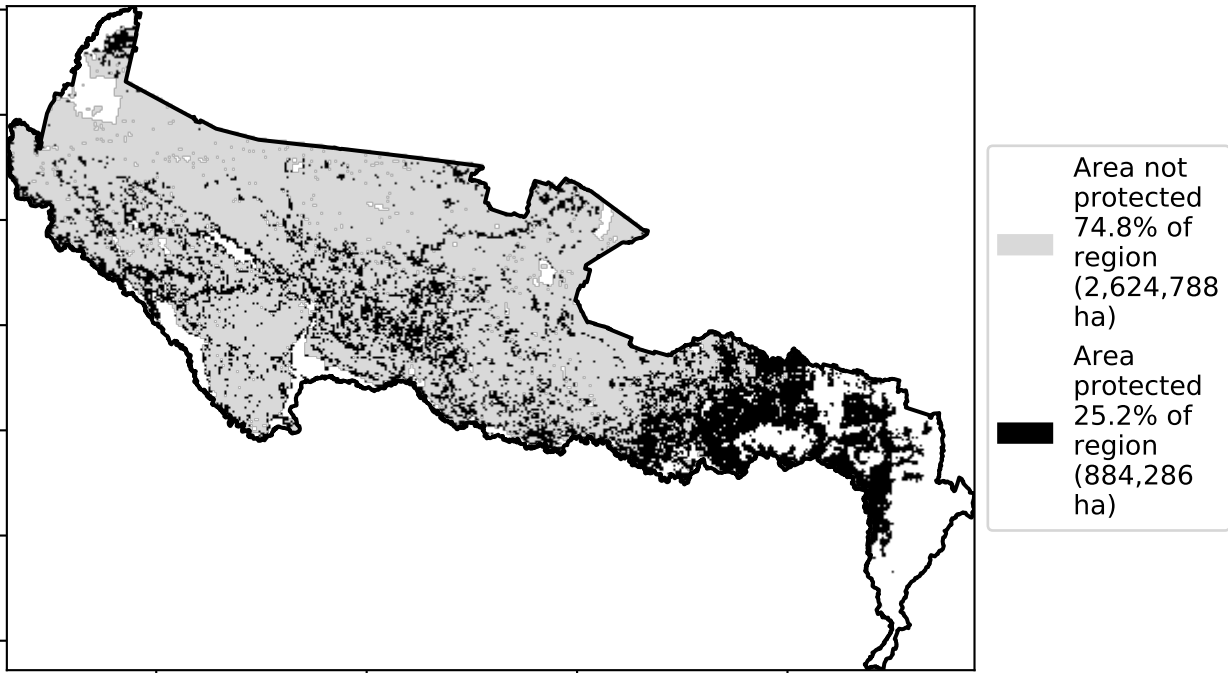 Area not
protected
74.8% of
region
(2,624,788
ha)
Area
protected
25.2% of
region
(884,286
ha)